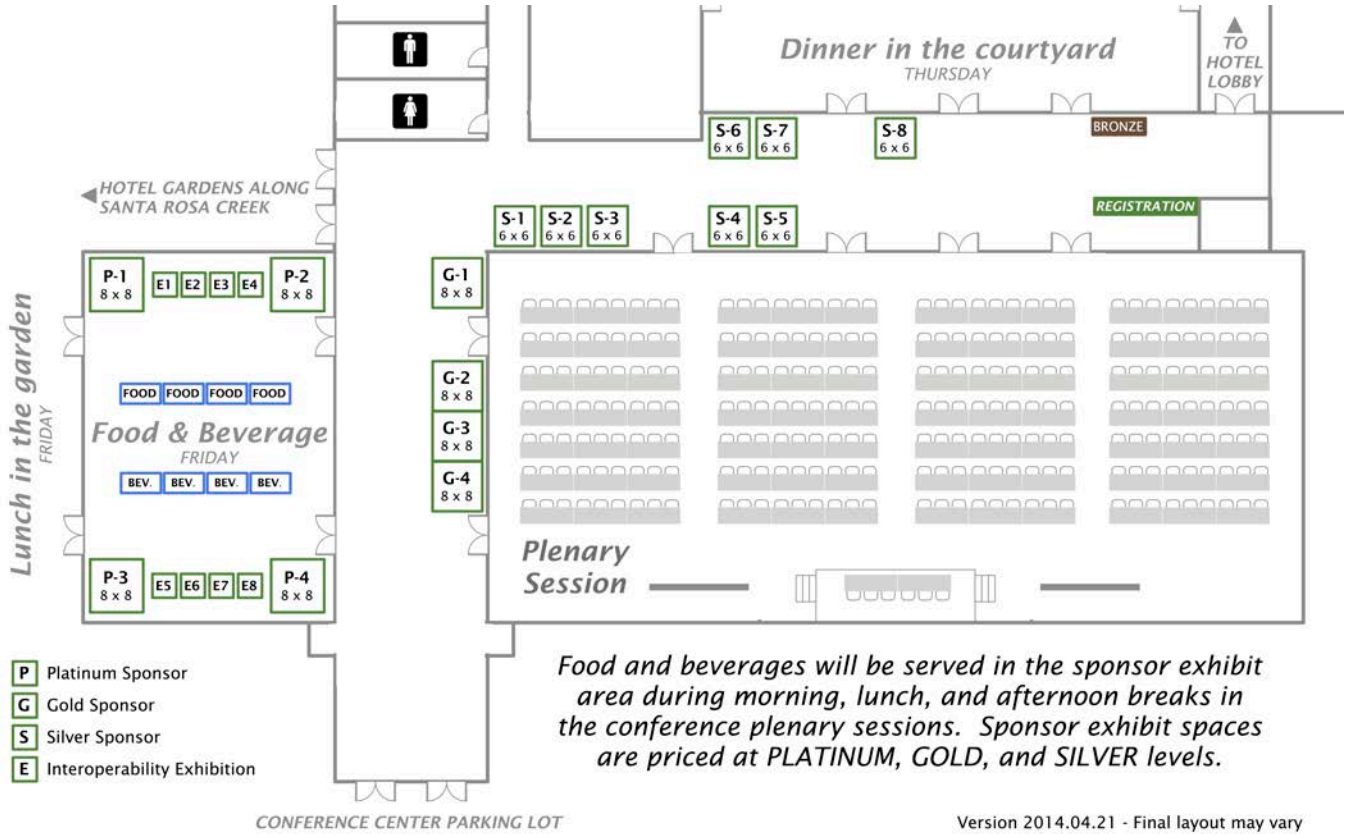 Dinner in the courtyard
THURSDAY
TO
HOTEL
LOBBY
S-6
6 x 6
S-7
6 x 6
S-8
6 x 6
BRONZE
HOTEL GARDENS ALONG
SANTA ROSA CREEK
S-1
6 x 6
S-2
6 x 6
S-3
6 x 6
S-4
6 x 6
S-5
6 x 6
REGISTRATION
P-1
8 x 8
E1
E2
E3
E4
P-2
8 x 8
G-1
8 x 8
Lunch in the garden
FRIDAY
FOOD
FOOD
FOOD
FOOD
G-2
8 x 8
Food & Beverage
FRIDAY
G-3
8 x 8
BEV.
BEV.
BEV.
BEV.
G-4
8 x 8
P-3
8 x 8
E5
E6
E7
E8
P-4
8 x 8
Plenary
Session
P Platinum Sponsor
G Gold Sponsor
S Silver Sponsor
E Interoperability Exhibition
Food and beverages will be served in the sponsor exhibit
area during morning, lunch, and afternoon breaks in
the conference plenary sessions. Sponsor exhibit spaces
are priced at PLATINUM, GOLD, and SILVER levels.
CONFERENCE CENTER PARKING LOT
Version 2014.04.21 - Final layout may vary